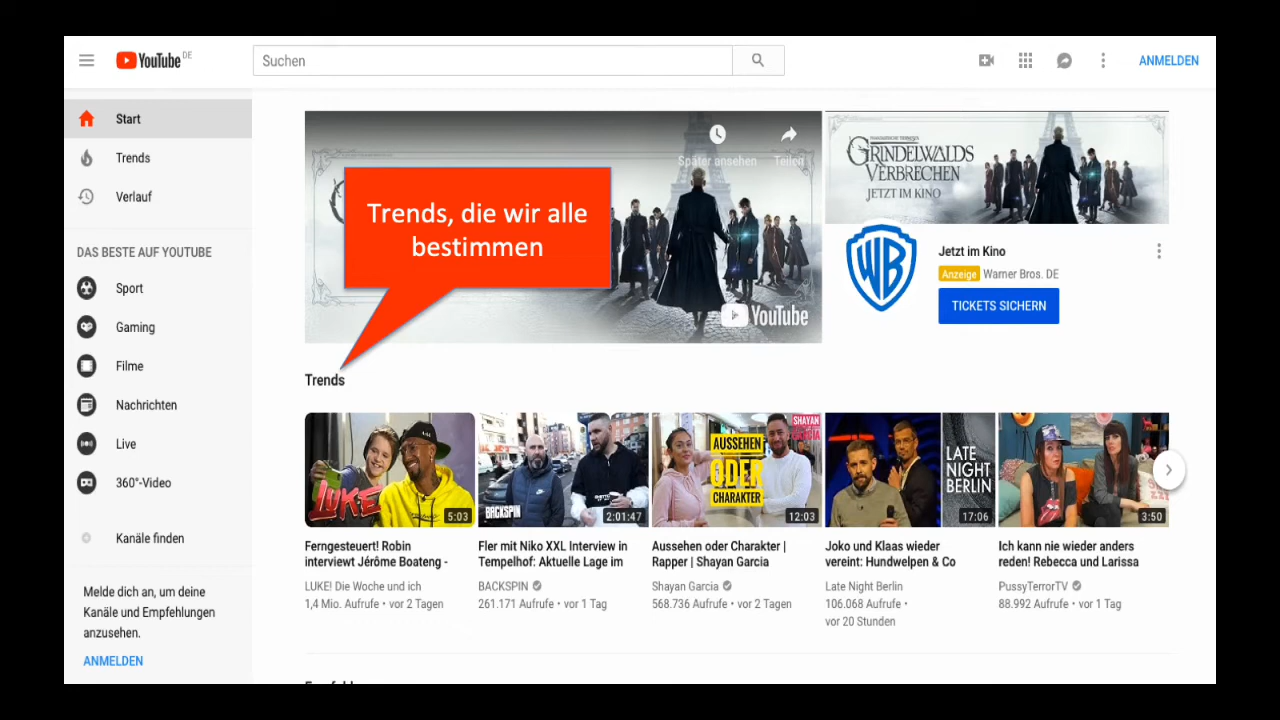 YouTube DE
Suchen
ANMELDEN
Start
Trends
Verlauf
DAS BESTE AUF YOUTUBE
Sport
Gaming
Filme
Nachrichten
Live
360°-Video
Kanäle finden
Melde dich an, um deine
Kanäle und Empfehlungen
anzusehen.
ANMELDEN
Später ansehen
Teilen
Trends, die wir alle
bestimmen
YouTube
GRINDELWALDS
VERBRECHEN
JETZT IM KINO
WB
Jetzt im Kino
Anzeige Warner Bros. DE
TICKETS SICHERN
Trends
LUKE
5:03
Ferngesteuert! Robin
interviewt Jérôme Boateng -
LUKE! Die Woche und ich
1,4 Mio. Aufrufe • vor 2 Tagen
BACKSPIN
2:01:47
Fler mit Niko XXL Interview in
Tempelhof: Aktuelle Lage im
BACKSPIN
261.171 Aufrufe • vor 1 Tag
SHAYAN
GARCIA
AUSSEHEN
ODER
CHARAKTER
12:03
Aussehen oder Charakter |
Rapper | Shayan Garcia
Shayan Garcia
568.736 Aufrufe • vor 2 Tagen
LATE
NIGHT
BERLIN
17:06
Joko und Klaas wieder
vereint: Hundwelpen & Co
Late Night Berlin
106.068 Aufrufe •
vor 20 Stunden
3:50
Ich kann nie wieder anders
reden! Rebecca und Larissa
PussyTerrorTV
88.992 Aufrufe • vor 1 Tag